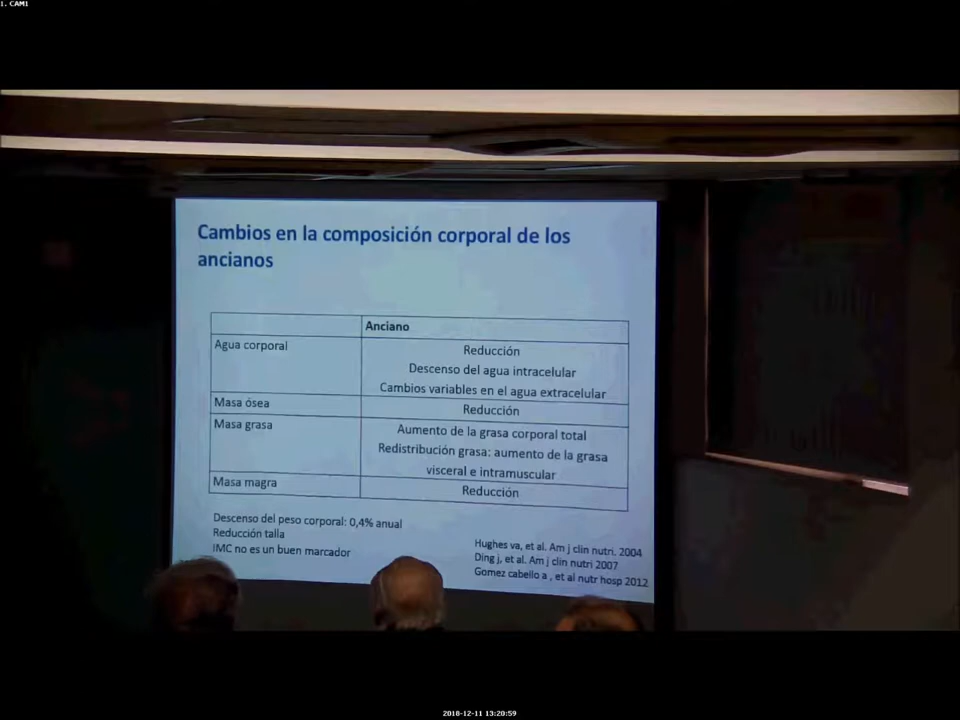 1. CAM1
Cambios en la composición corporal de los
ancianos
Anciano
Agua corporal
Reducción
Descenso del agua intracelular
Cambios variables en el agua extracelular
Masa ósea
Reducción
Masa grasa
Aumento de la grasa corporal total
Redistribución grasa: aumento de la grasa
visceral e intramuscular
Masa magra
Reducción
Descenso del peso corporal: 0,4% anual
Reducción talla
IMC no es un buen marcador
Hughes va, et al. Am j clin nutri. 2004
Ding j, et al. Am j clin nutri 2007
Gomez cabello a , et al nutr hosp 2012
2018-12-11 13:20:59